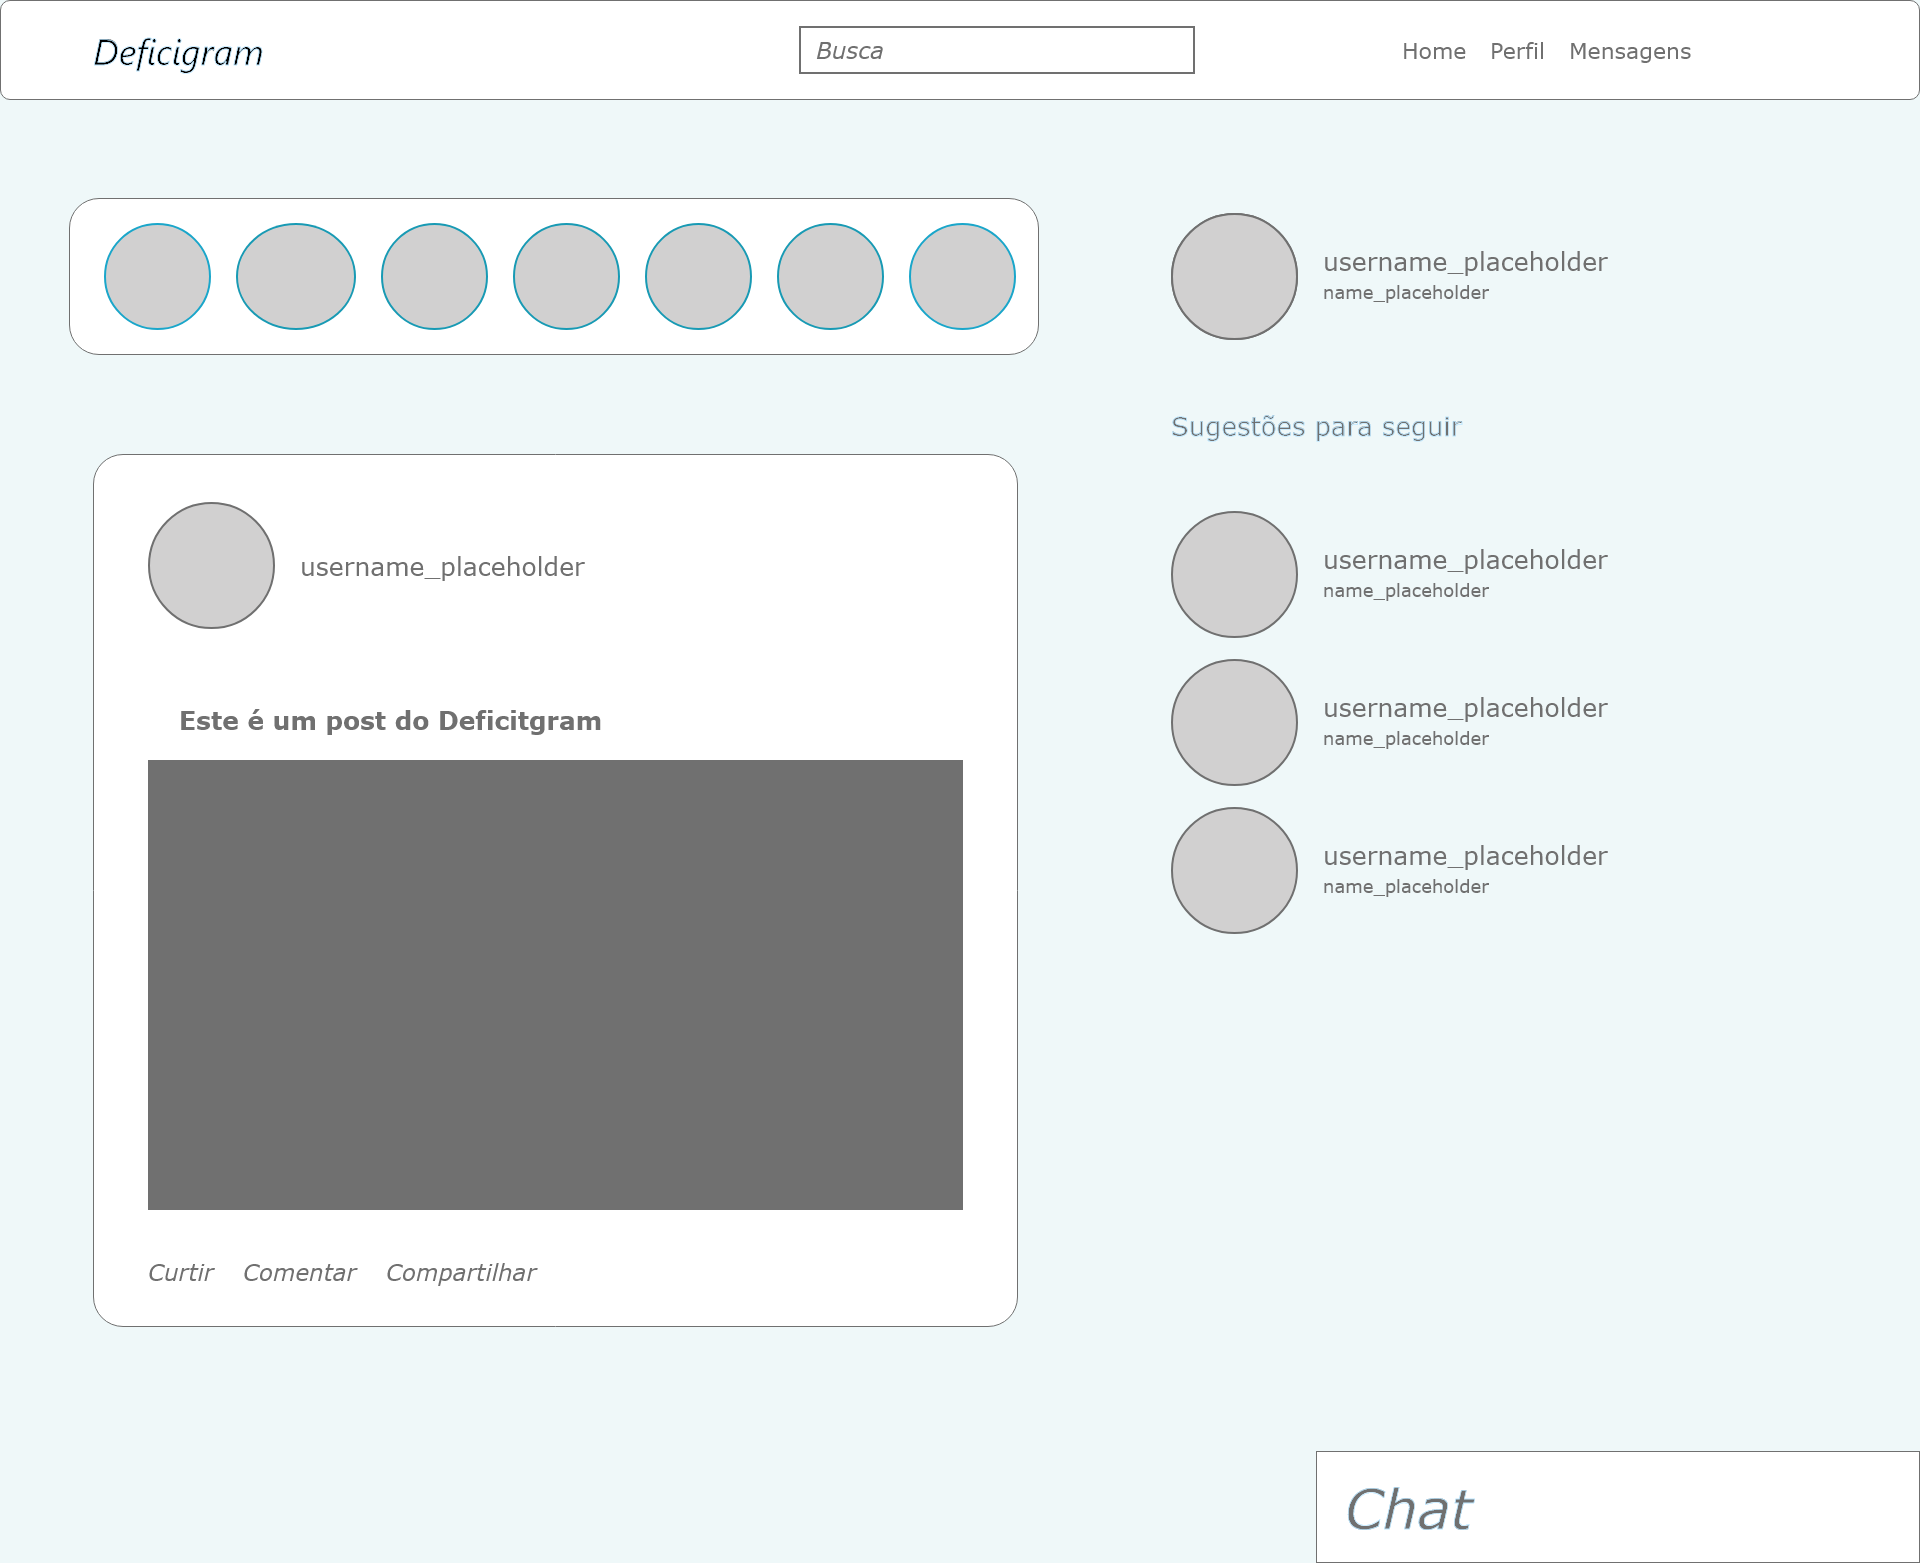 Deficigram
Busca
Home Perfil Mensagens
username_placeholder
name_placeholder
Sugestões para seguir
username_placeholder
Este é um post do Deficitgram
Curtir Comentar Compartilhar
username_placeholder
name_placeholder
username_placeholder
name_placeholder
username_placeholder
name_placeholder
Chat